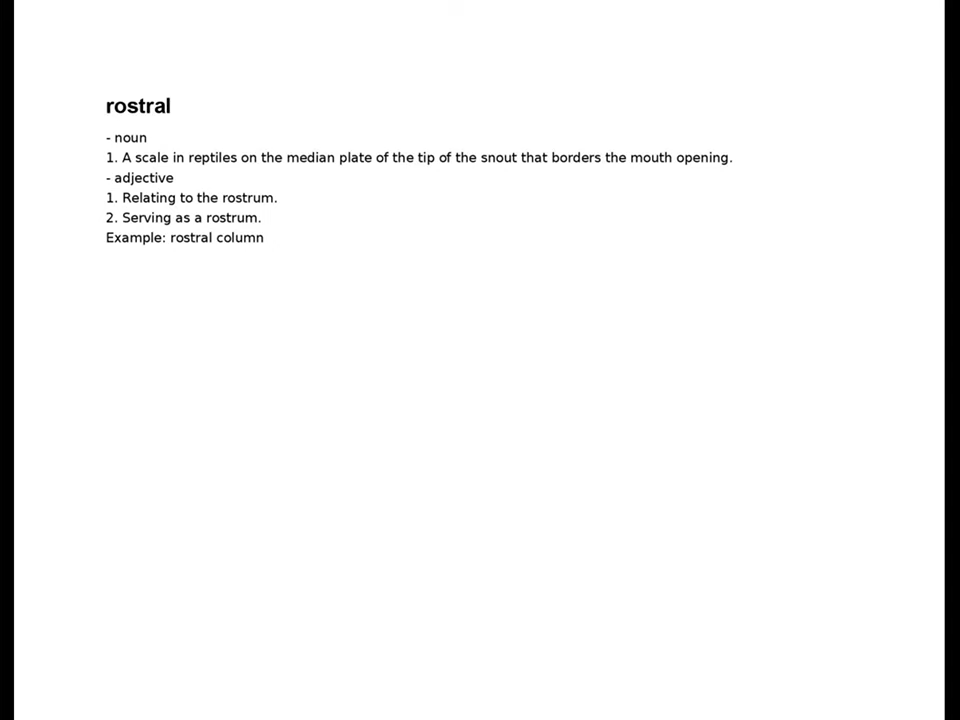 rostral
- noun
1. A scale in reptiles on the median plate of the tip of the snout that borders the mouth opening.
- adjective
1. Relating to the rostrum.
2. Serving as a rostrum.
Example: rostral column